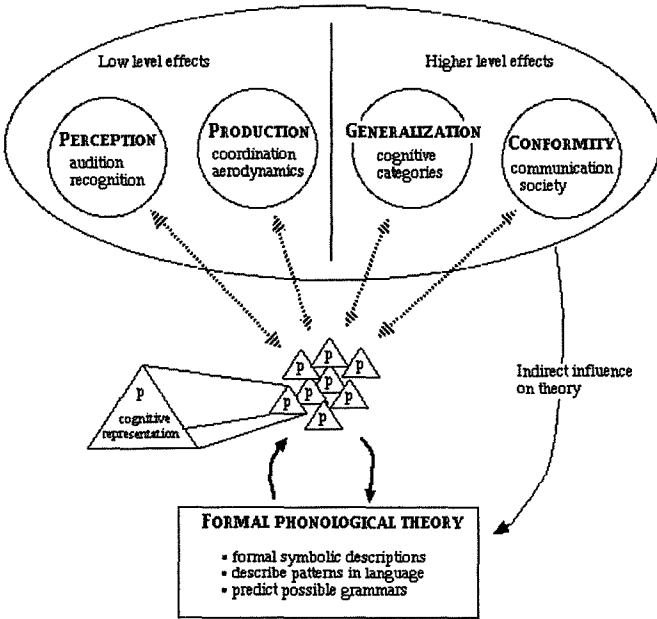 Low level effects
Higher level effects
PERCEPTION
audition
recognition
PRODUCTION
coordination
aerodynamics
GENERALIZATION
cognitive
categories
CONFORMITY
communication
society
p
p
p
p
p
p
p
p
p
cognitive
representation
Indirect influence
on theory
FORMAL PHONOLOGICAL THEORY
▪ formal symbolic descriptions
▪ describe patterns in language
▪ predict possible grammars